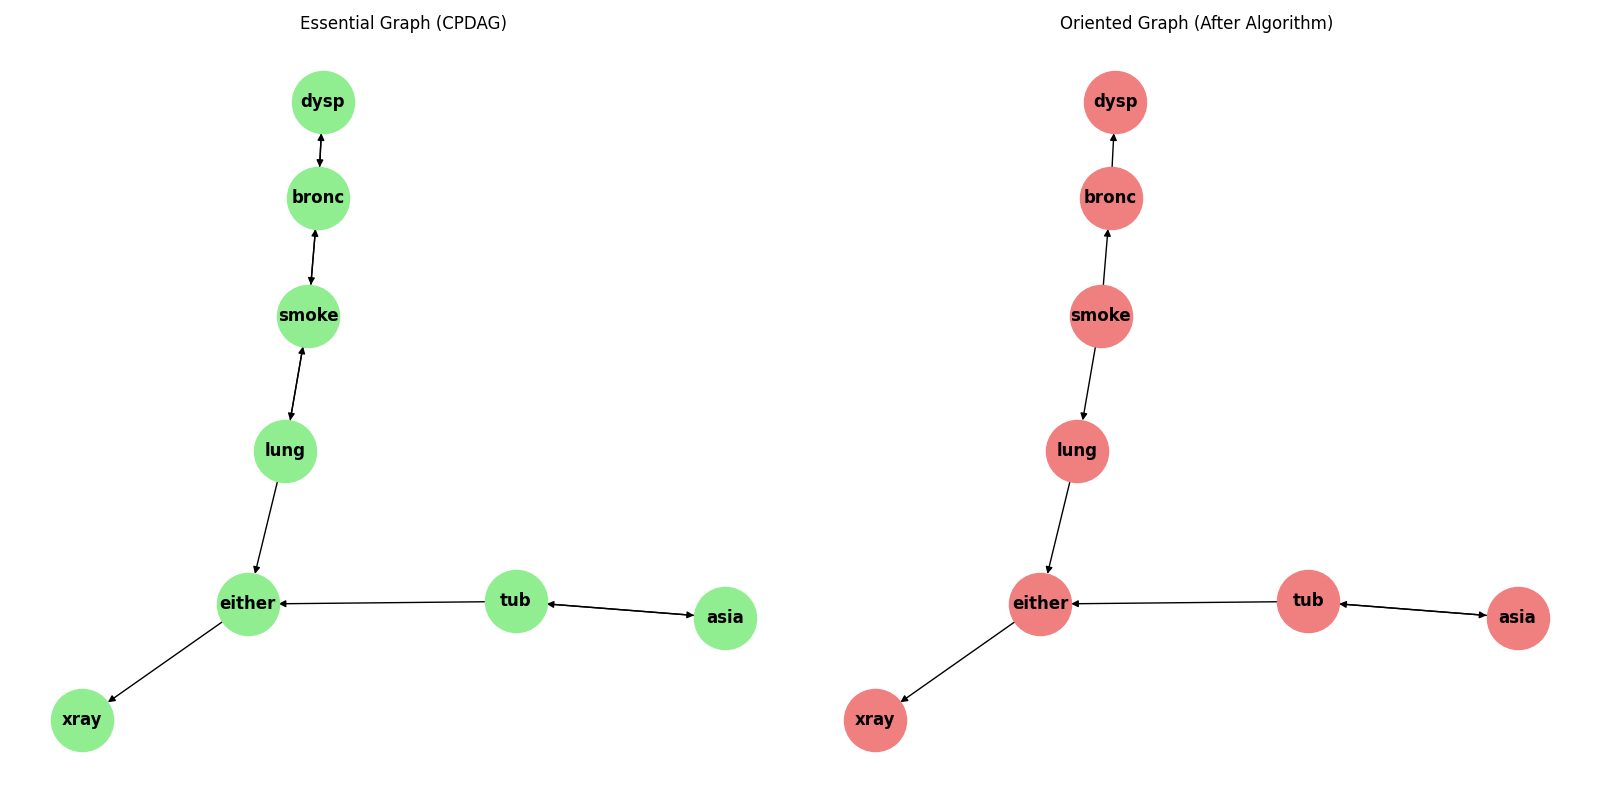 Essential Graph (CPDAG)
dysp
bronc
smoke
lung
either
tub
asia
xray
Oriented Graph (After Algorithm)
dysp
bronc
smoke
lung
either
tub
asia
xray